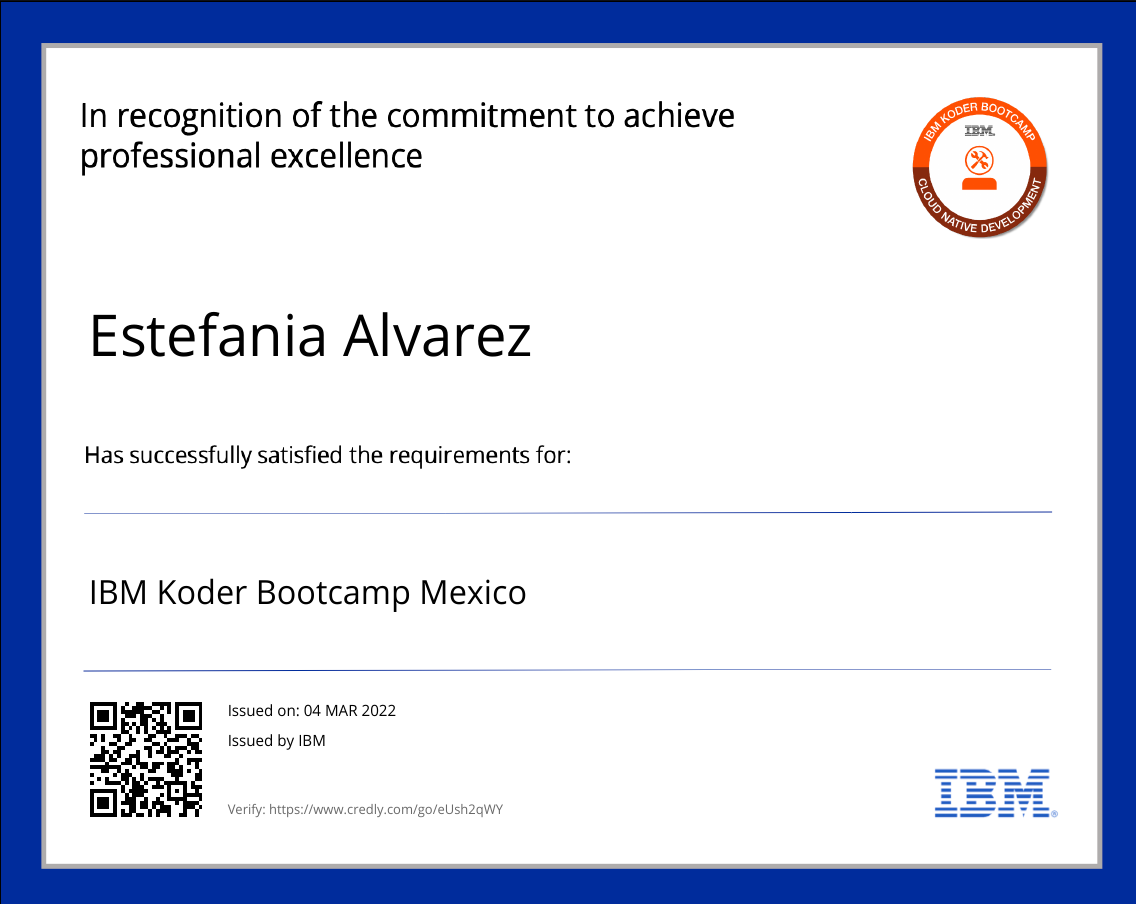 In recognition of the commitment to achieve
professional excellence
IBM KODER BOOTCAMP
IBM.
CLOUD NATIVE DEVELOPMENT
Estefania Alvarez
Has successfully satisfied the requirements for:
IBM Koder Bootcamp Mexico
Issued on: 04 MAR 2022
Issued by IBM
Verify: https://www.credly.com/go/eUsh2qWY
IBM®